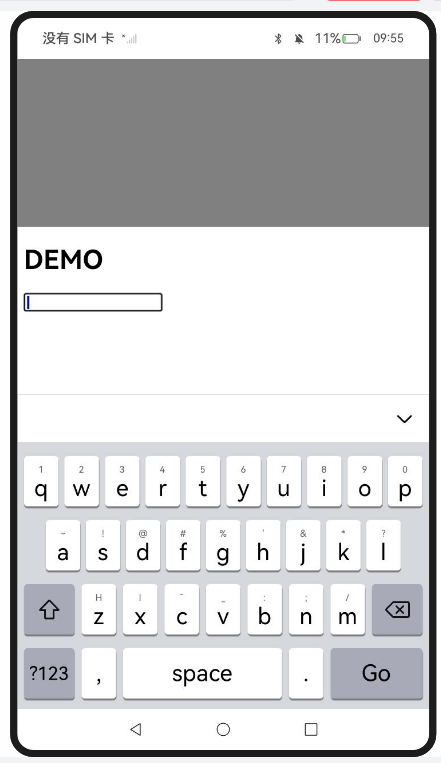 没有 SIM 卡 11% 09:55
DEMO
1 2 3 4 5 6 7 8 9 0
q w e r t y u i o p
~ ! @ # % ' & * ?
a s d f g h j k l
z x c v b n m
?123 , space . Go